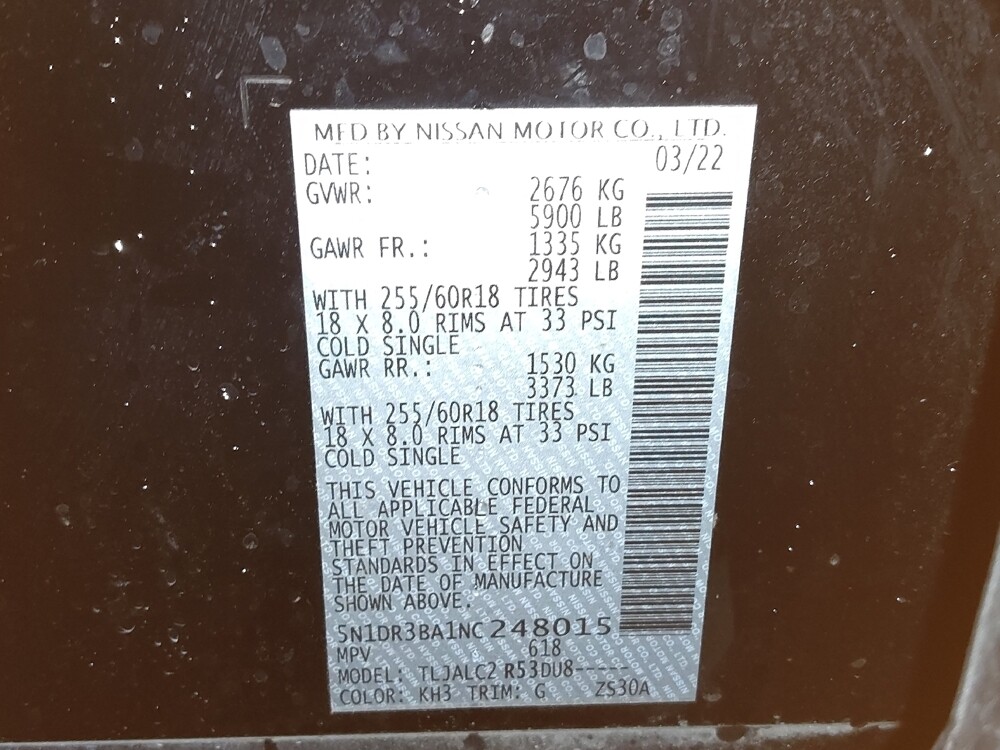 MFD BY NISSAN MOTOR CO., LTD.
DATE: 03/22
GVWR: 2676 KG
5900 LB
GAWR FR.: 1335 KG
2943 LB
WITH 255/60R18 TIRES
18 X 8.0 RIMS AT 33 PSI
COLD SINGLE
GAWR RR.: 1530 KG
3373 LB
WITH 255/60R18 TIRES
18 X 8.0 RIMS AT 33 PSI
COLD SINGLE
THIS VEHICLE CONFORMS TO
ALL APPLICABLE FEDERAL
MOTOR VEHICLE SAFETY AND
THEFT PREVENTION
STANDARDS IN EFFECT ON
THE DATE OF MANUFACTURE
SHOWN ABOVE.
5N1DR3BA1NC248015
MPV 618
MODEL: TLJALC2 R53DU8-----
COLOR: KH3 TRIM: G ZS30A